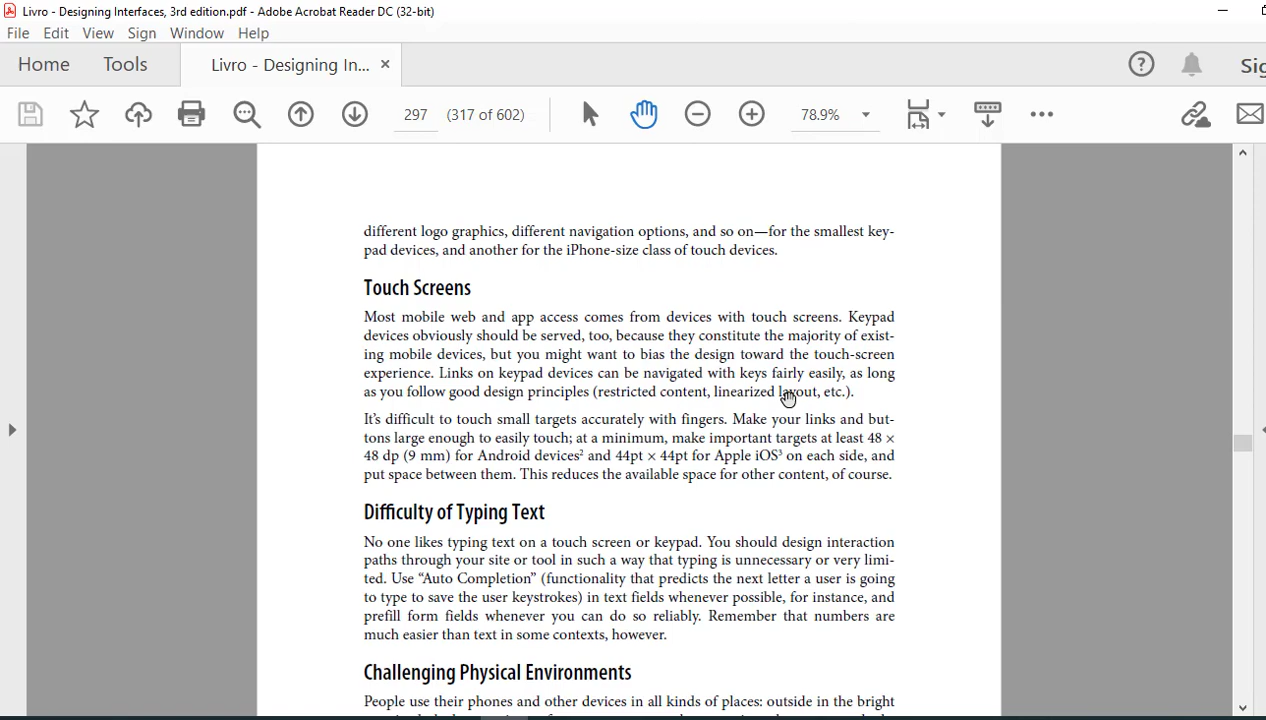 Livro - Designing Interfaces, 3rd edition.pdf - Adobe Acrobat Reader DC (32-bit)
File Edit View Sign Window Help
Home Tools Livro - Designing In... × Sig
297 (317 of 602) 78.9%
different logo graphics, different navigation options, and so on—for the smallest key-
pad devices, and another for the iPhone-size class of touch devices.
Touch Screens
Most mobile web and app access comes from devices with touch screens. Keypad
devices obviously should be served, too, because they constitute the majority of exist-
ing mobile devices, but you might want to bias the design toward the touch-screen
experience. Links on keypad devices can be navigated with keys fairly easily, as long
as you follow good design principles (restricted content, linearized layout, etc.).
It's difficult to touch small targets accurately with fingers. Make your links and but-
tons large enough to easily touch; at a minimum, make important targets at least 48 ×
48 dp (9 mm) for Android devices² and 44pt × 44pt for Apple iOS³ on each side, and
put space between them. This reduces the available space for other content, of course.
Difficulty of Typing Text
No one likes typing text on a touch screen or keypad. You should design interaction
paths through your site or tool in such a way that typing is unnecessary or very limi-
ted. Use “Auto Completion” (functionality that predicts the next letter a user is going
to type to save the user keystrokes) in text fields whenever possible, for instance, and
prefill form fields whenever you can do so reliably. Remember that numbers are
much easier than text in some contexts, however.
Challenging Physical Environments
People use their phones and other devices in all kinds of places: outside in the bright